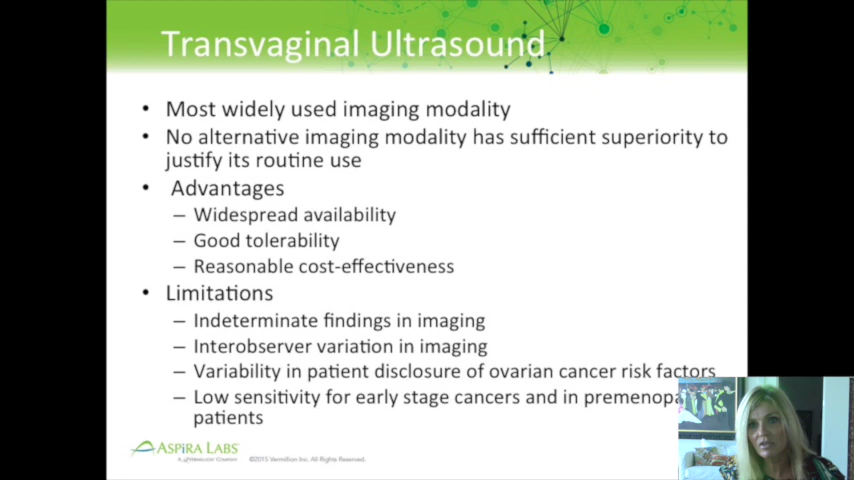 Transvaginal Ultrasound
• Most widely used imaging modality
• No alternative imaging modality has sufficient superiority to
justify its routine use
• Advantages
– Widespread availability
– Good tolerability
– Reasonable cost-effectiveness
• Limitations
– Indeterminate findings in imaging
– Interobserver variation in imaging
– Variability in patient disclosure of ovarian cancer risk factors
– Low sensitivity for early stage cancers and in premenopa
patients
ASPiRA LABS
©2015 Vermillion Inc. All Rights Reserved.